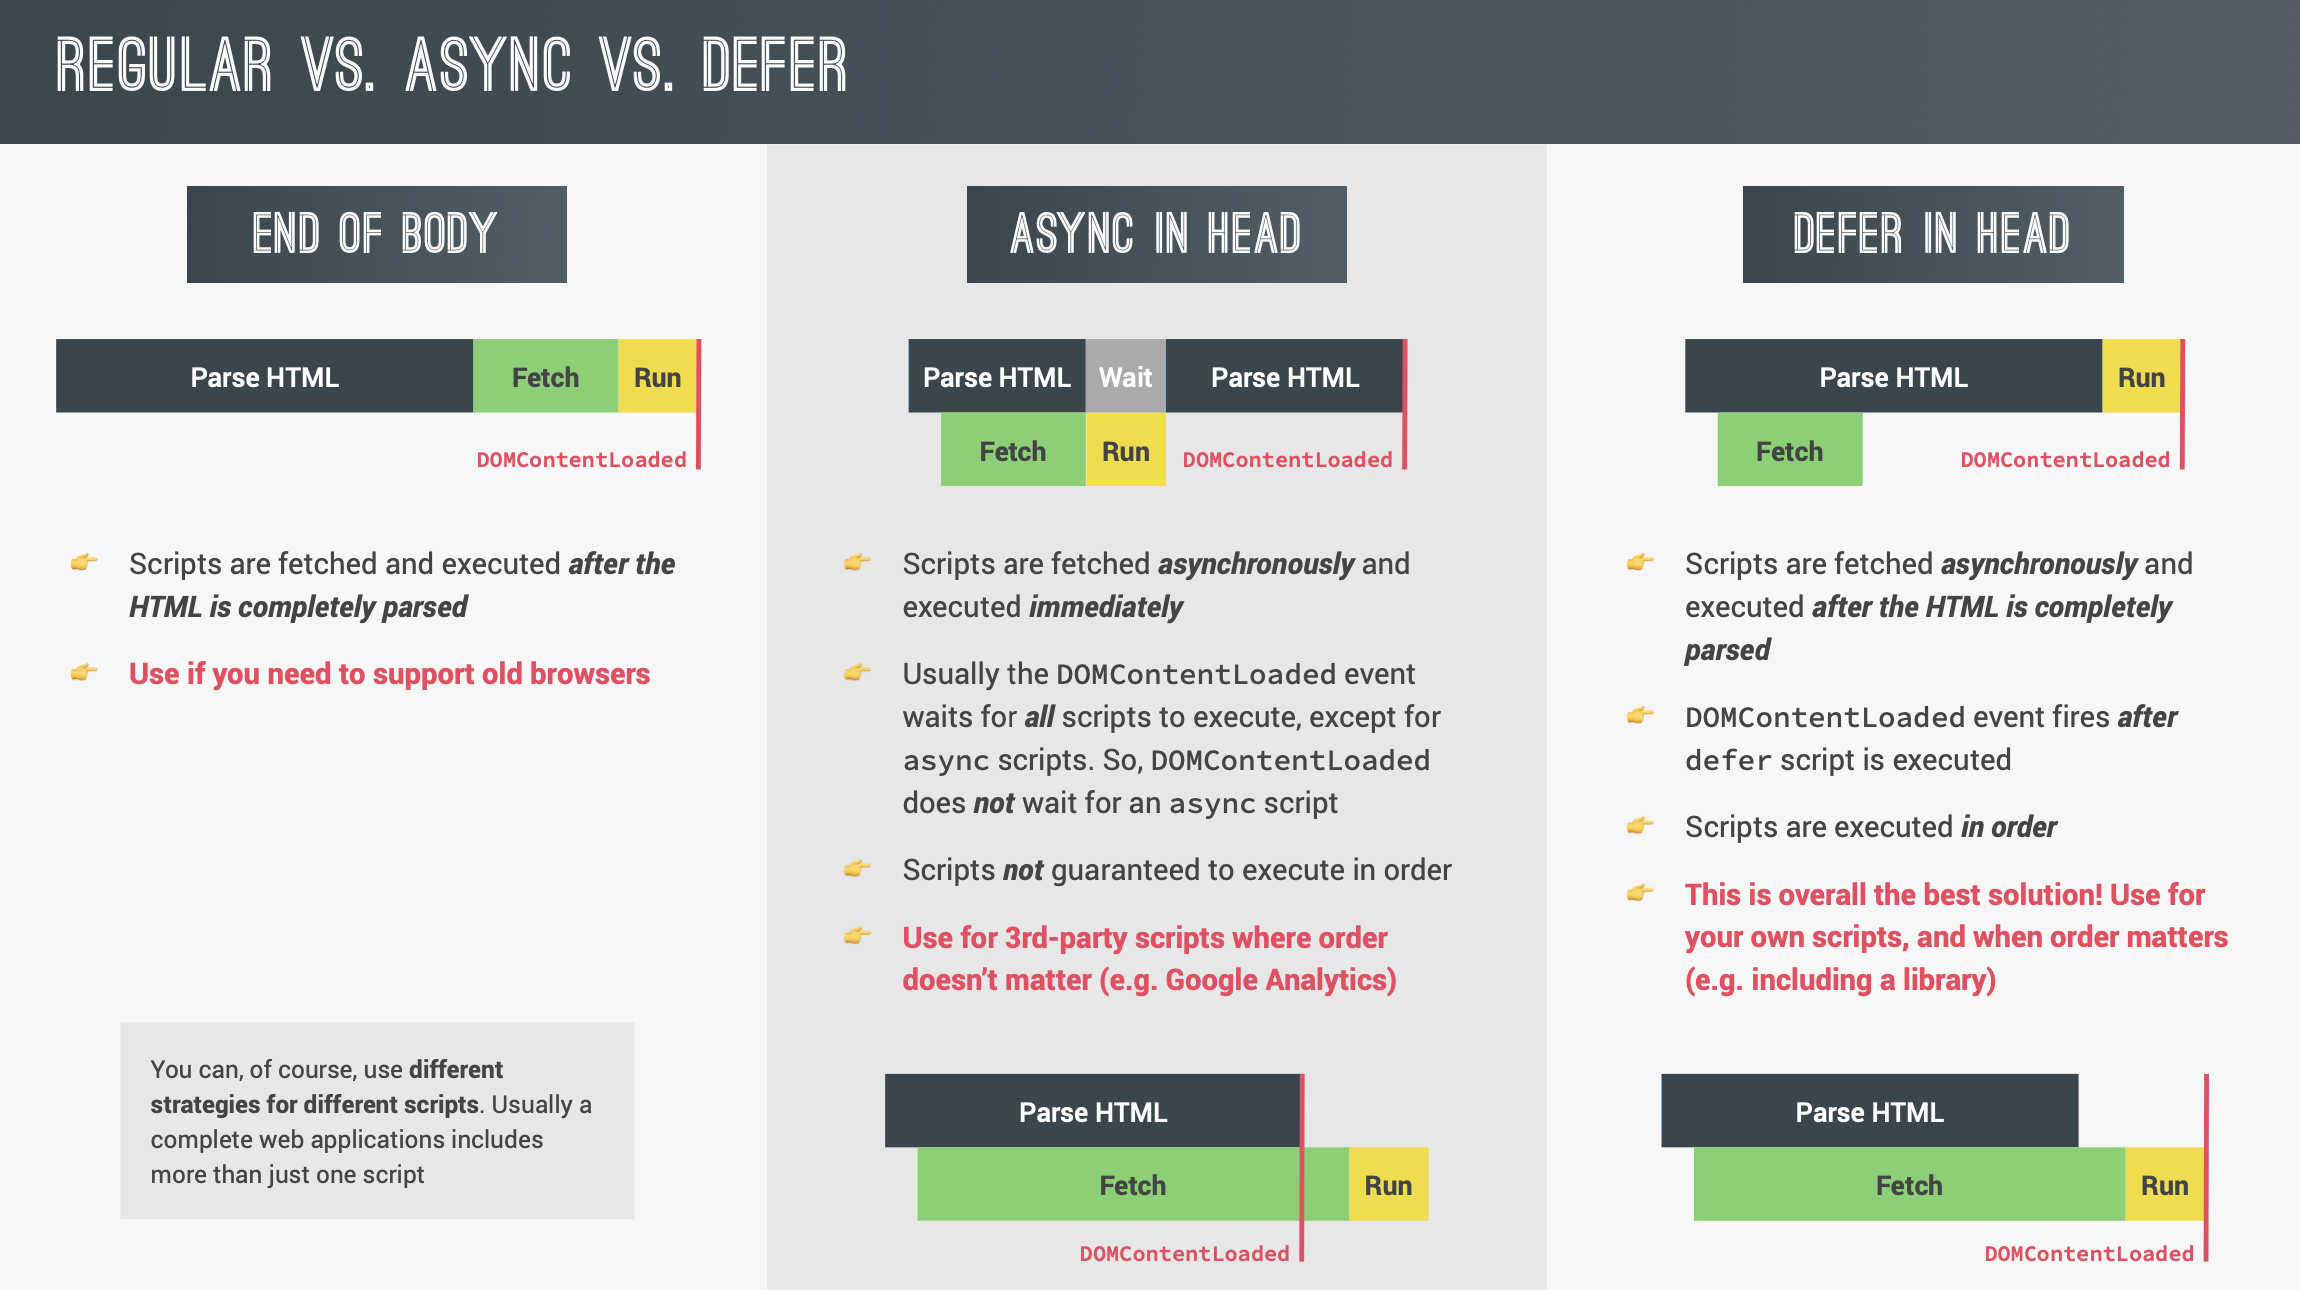 REGULAR VS. ASYNC VS. DEFER
END OF BODY
Parse HTML
Fetch
Run
DOMContentLoaded
Scripts are fetched and executed after the
HTML is completely parsed
Use if you need to support old browsers
You can, of course, use different
strategies for different scripts. Usually a
complete web applications includes
more than just one script
ASYNC IN HEAD
Parse HTML
Wait
Parse HTML
Fetch
Run
DOMContentLoaded
Scripts are fetched asynchronously and
executed immediately
Usually the DOMContentLoaded event
waits for all scripts to execute, except for
async scripts. So, DOMContentLoaded
does not wait for an async script
Scripts not guaranteed to execute in order
Use for 3rd-party scripts where order
doesn’t matter (e.g. Google Analytics)
Parse HTML
Fetch
Run
DOMContentLoaded
DEFER IN HEAD
Parse HTML
Run
Fetch
DOMContentLoaded
Scripts are fetched asynchronously and
executed after the HTML is completely
parsed
DOMContentLoaded event fires after
defer script is executed
Scripts are executed in order
This is overall the best solution! Use for
your own scripts, and when order matters
(e.g. including a library)
Parse HTML
Fetch
Run
DOMContentLoaded